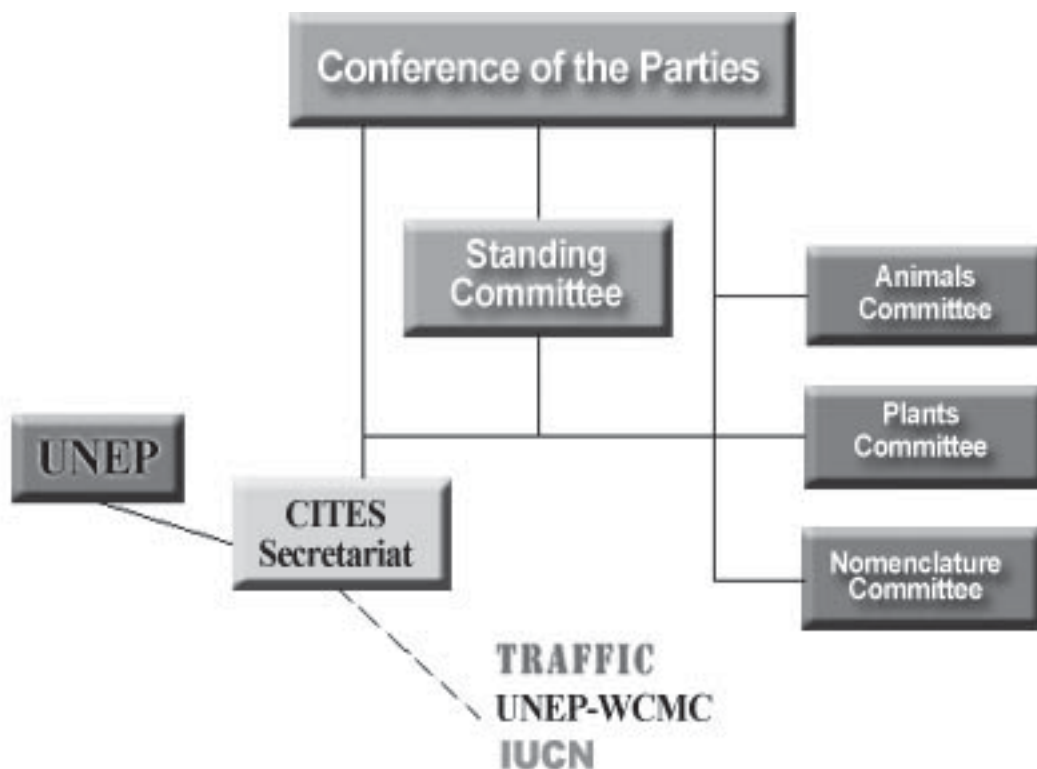 Conference of the Parties
Standing
Committee
Animals
Committee
Plants
Committee
UNEP
CITES
Secretariat
Nomenclature
Committee
TRAFFIC
UNEP-WCMC
IUCN